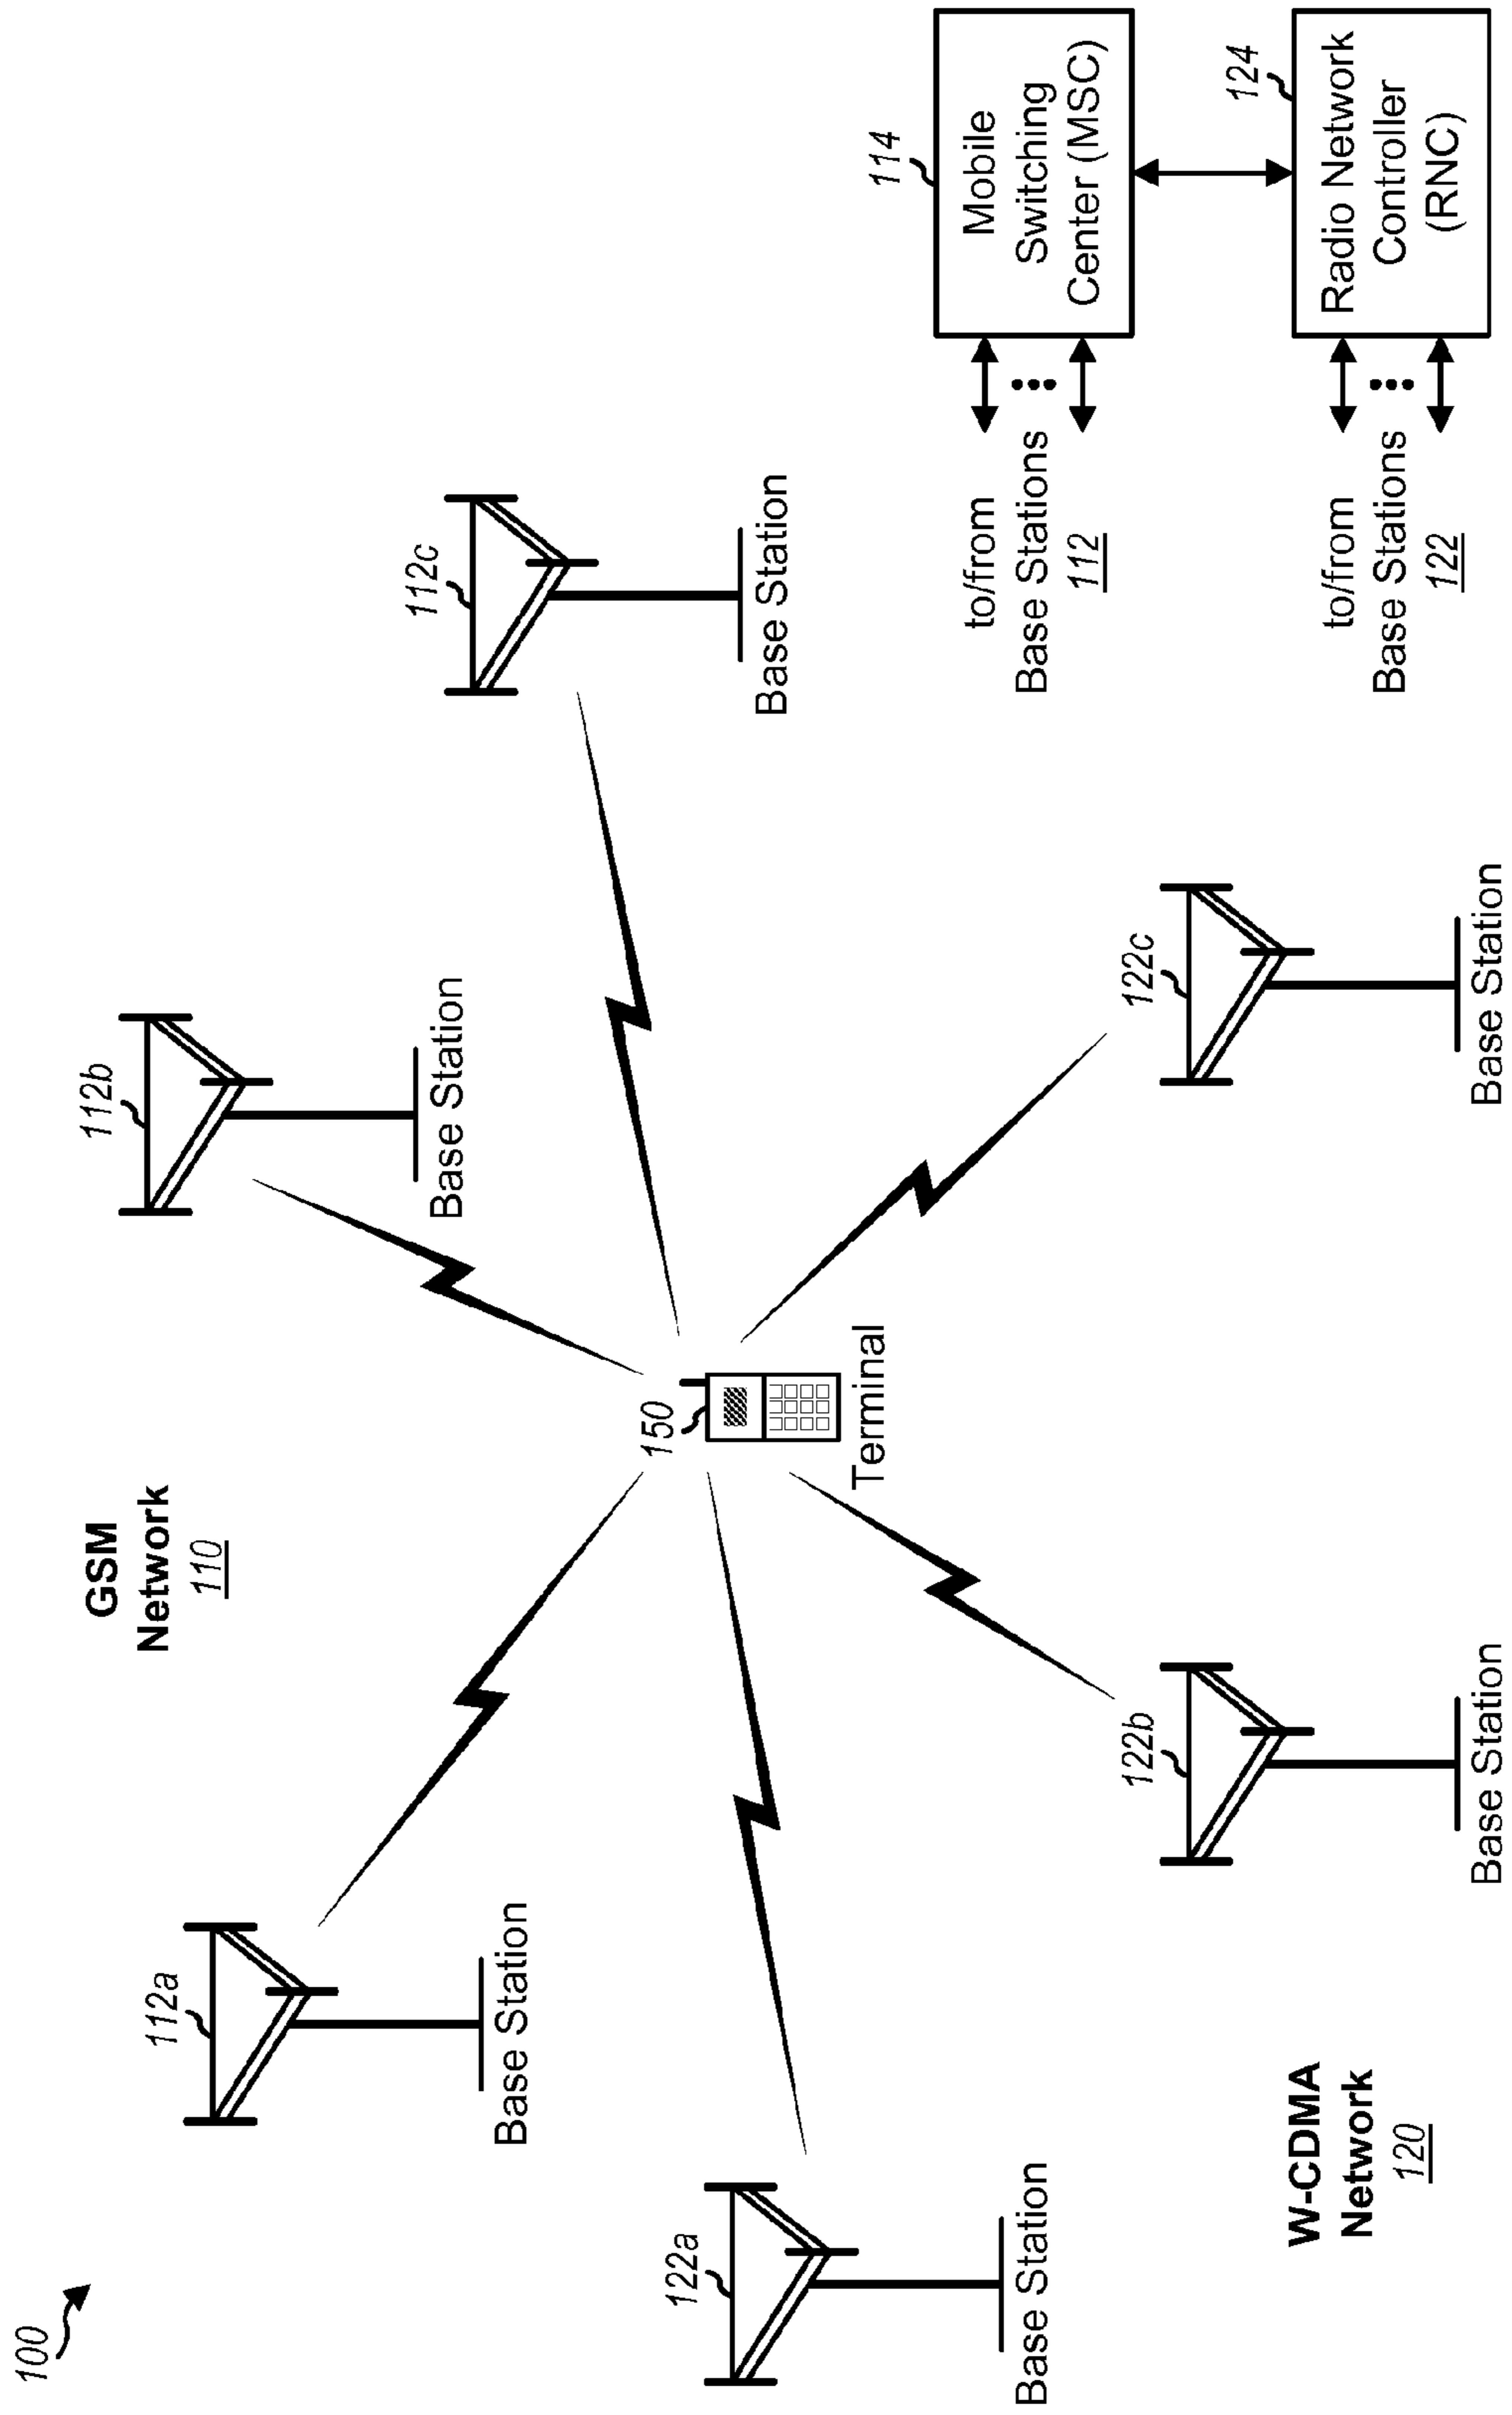 100
GSM
Network
110
112a
Base Station
112b
Base Station
112c
Base Station
150
Terminal
122a
Base Station
122b
Base Station
122c
Base Station
W-CDMA
Network
120
114
Mobile
Switching
Center (MSC)
to/from
Base Stations
112
124
Radio Network
Controller
(RNC)
to/from
Base Stations
122